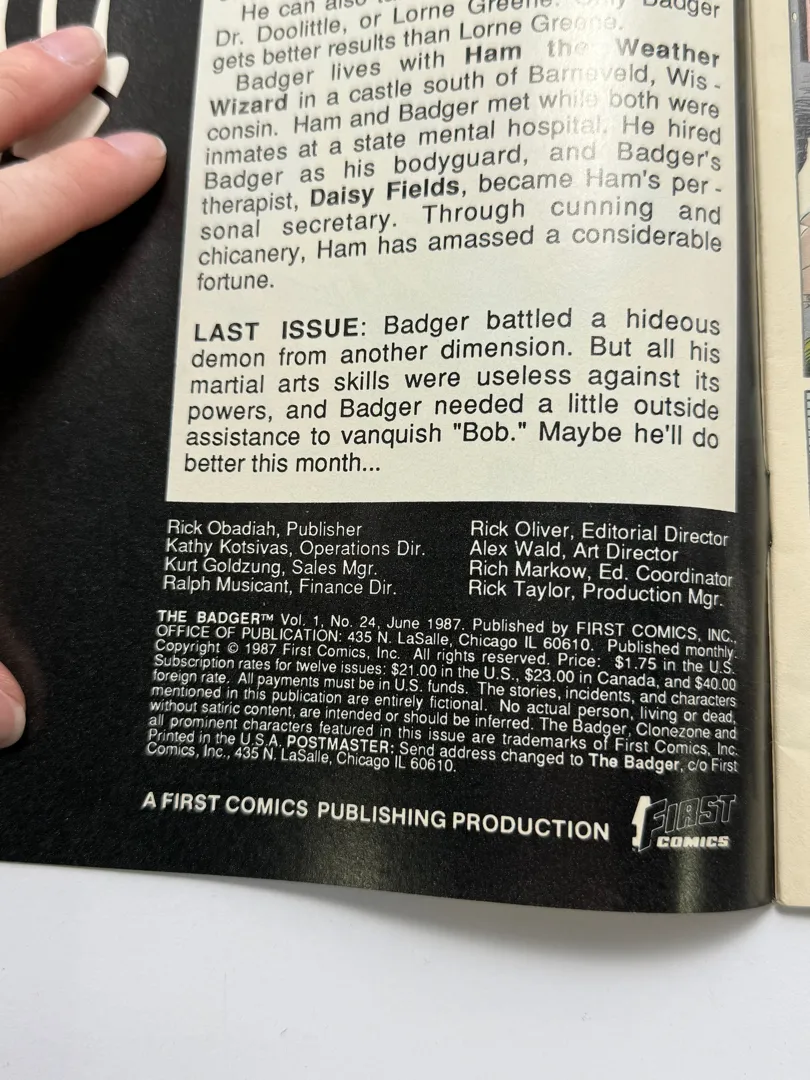 He can also
Dr. Doolittle, or Lorne Greene. Only Badger
gets better results than Lorne Greene.
Badger lives with Ham the Weather
Wizard in a castle south of Barneveld, Wis-
consin. Ham and Badger met while both were
inmates at a state mental hospital. He hired
Badger as his bodyguard, and Badger's
therapist, Daisy Fields, became Ham's per-
sonal secretary. Through cunning and
chicanery, Ham has amassed a considerable
fortune.
LAST ISSUE: Badger battled a hideous
demon from another dimension. But all his
martial arts skills were useless against its
powers, and Badger needed a little outside
assistance to vanquish "Bob." Maybe he'll do
better this month...
Rick Obadiah, Publisher
Kathy Kotsivas, Operations Dir.
Kurt Goldzung, Sales Mgr.
Ralph Musicant, Finance Dir.
Rick Oliver, Editorial Director
Alex Wald, Art Director
Rich Markow, Ed. Coordinator
Rick Taylor, Production Mgr.
THE BADGER™ Vol. 1, No. 24, June 1987. Published by FIRST COMICS, INC.,
OFFICE OF PUBLICATION: 435 N. LaSalle, Chicago IL 60610. Published monthly.
Copyright © 1987 First Comics, Inc. All rights reserved. Price: $1.75 in the U.S.
Subscription rates for twelve issues: $21.00 in the U.S., $23.00 in Canada, and $40.00
foreign rate. All payments must be in U.S. funds. The stories, incidents, and characters
mentioned in this publication are entirely fictional. No actual person, living or dead,
without satiric content, are intended or should be inferred. The Badger, Clonezone and
all prominent characters featured in this issue are trademarks of First Comics, Inc.
Printed in the U.S.A. POSTMASTER: Send address changed to The Badger, c/o First
Comics, Inc., 435 N. LaSalle, Chicago IL 60610.
A FIRST COMICS PUBLISHING PRODUCTION
FIRST
COMICS